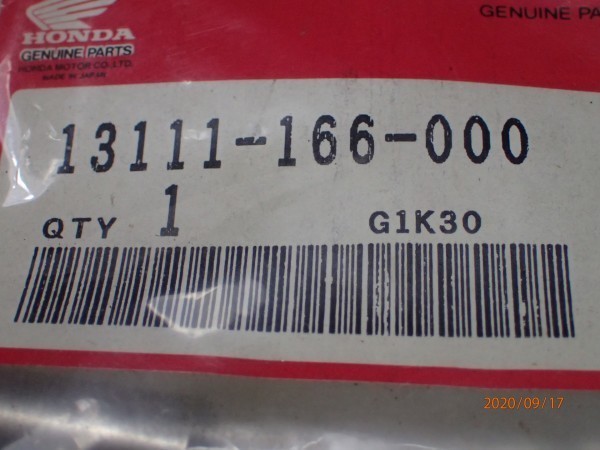 HONDA
GENUINE PARTS
HONDA MOTOR CO.,LTD.
MADE IN JAPAN
GENUINE PA
13111-166-000
QTY 1 G1K30
2020/09/17